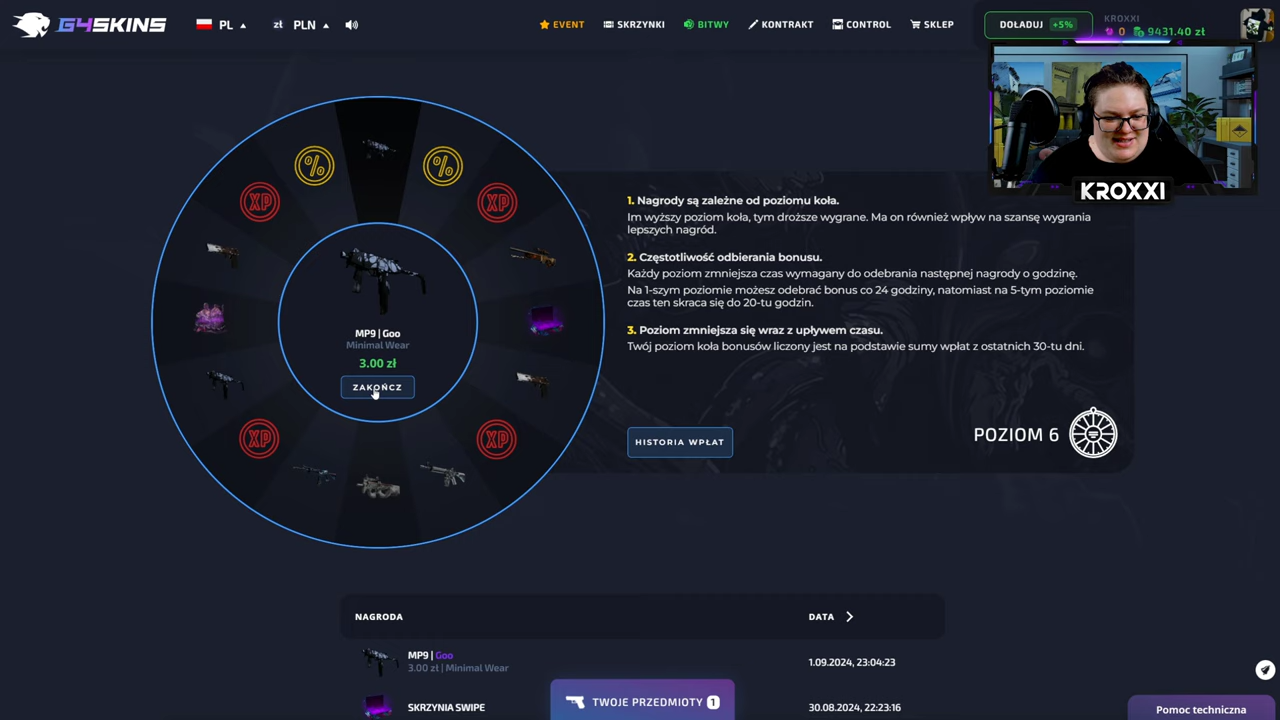 G4SKINS
PL
zł PLN
EVENT
SKRZYNKI
BITWY
KONTRAKT
CONTROL
SKLEP
DOŁADUJ +5%
KROXXI
0 9431.40 zł
KROXXI
%
%
XP
XP
XP
XP
MP9 | Goo
Minimal Wear
3.00 zł
ZAKOŃCZ
1. Nagrody są zależne od poziomu koła.
Im wyższy poziom koła, tym droższe wygrane. Ma on również wpływ na szansę wygrania
lepszych nagród.
2. Częstotliwość odbierania bonusu.
Każdy poziom zmniejsza czas wymagany do odebrania następnej nagrody o godzinę.
Na 1-szym poziomie możesz odebrać bonus co 24 godziny, natomiast na 5-tym poziomie
czas ten skraca się do 20-tu godzin.
3. Poziom zmniejsza się wraz z upływem czasu.
Twój poziom koła bonusów liczony jest na podstawie sumy wpłat z ostatnich 30-tu dni.
HISTORIA WPŁAT
POZIOM 6
NAGRODA
DATA
MP9 | Goo
3.00 zł | Minimal Wear
1.09.2024, 23:04:23
SKRZYNIA SWIPE
30.08.2024, 22:23:16
TWOJE PRZEDMIOTY 1
Pomoc techniczna